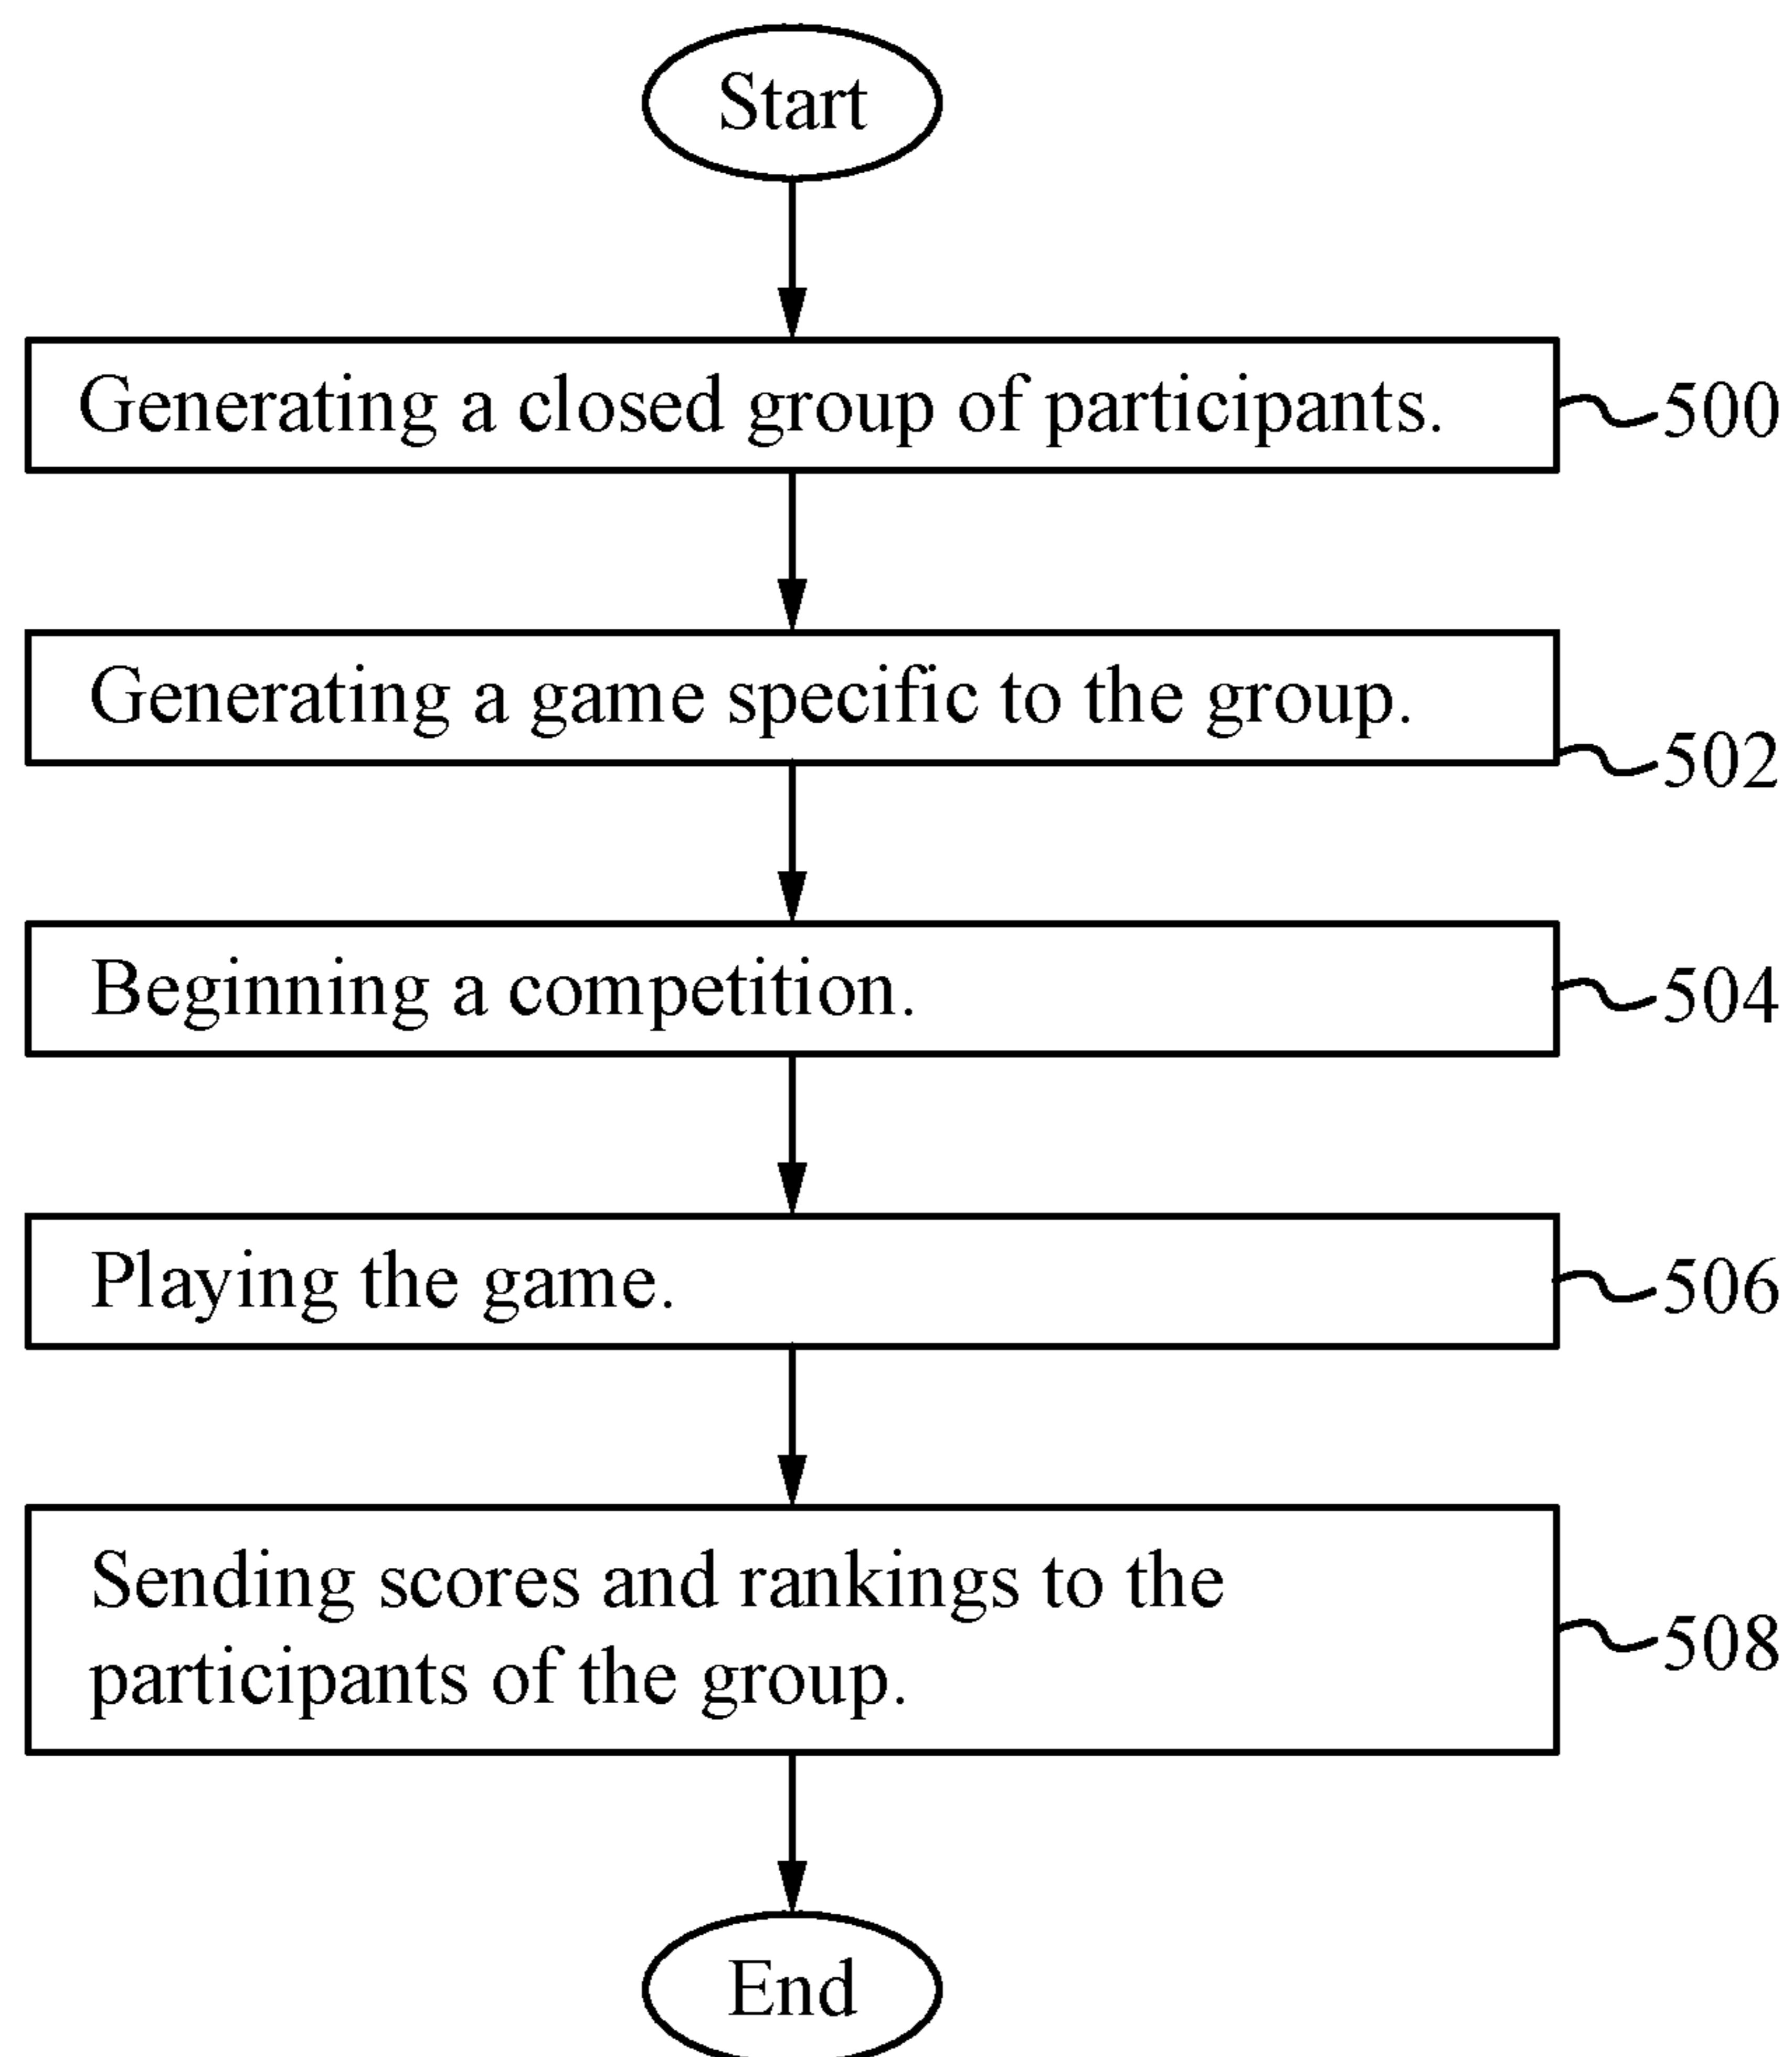 Start
Generating a closed group of participants.
500
Generating a game specific to the group.
502
Beginning a competition.
504
Playing the game.
506
Sending scores and rankings to the
participants of the group.
508
End